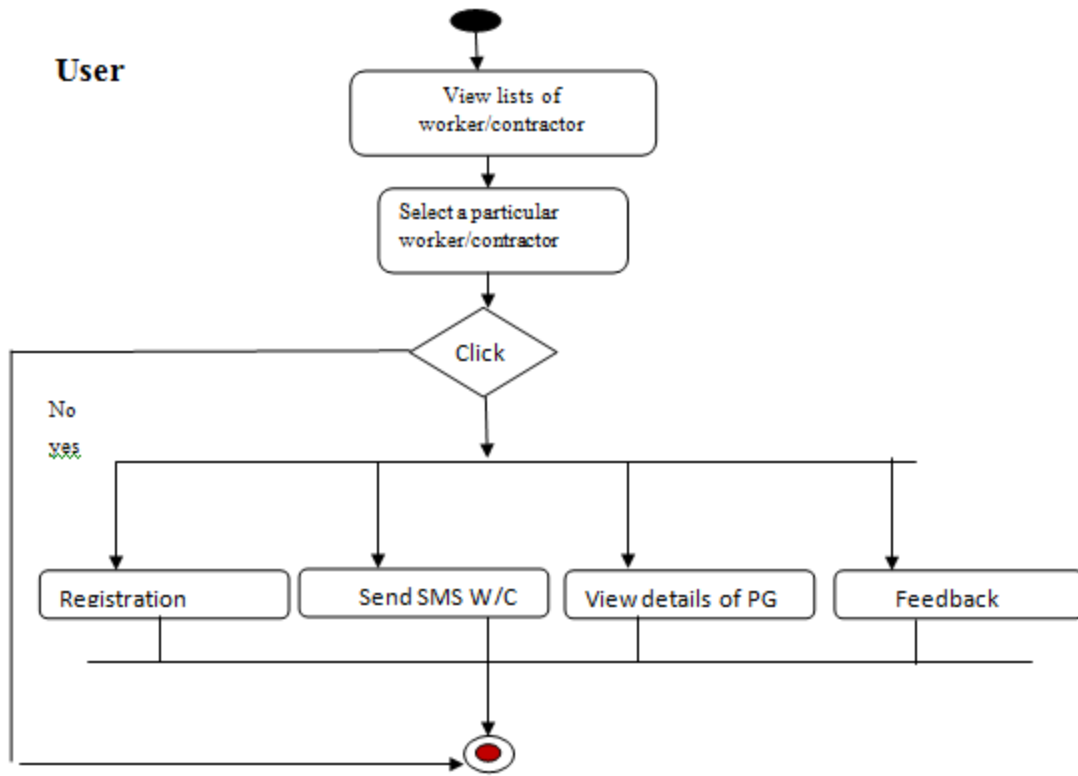 User
View lists of
worker/contractor
Select a particular
worker/contractor
Click
No
yes
Registration
Send SMS W/C
View details of PG
Feedback